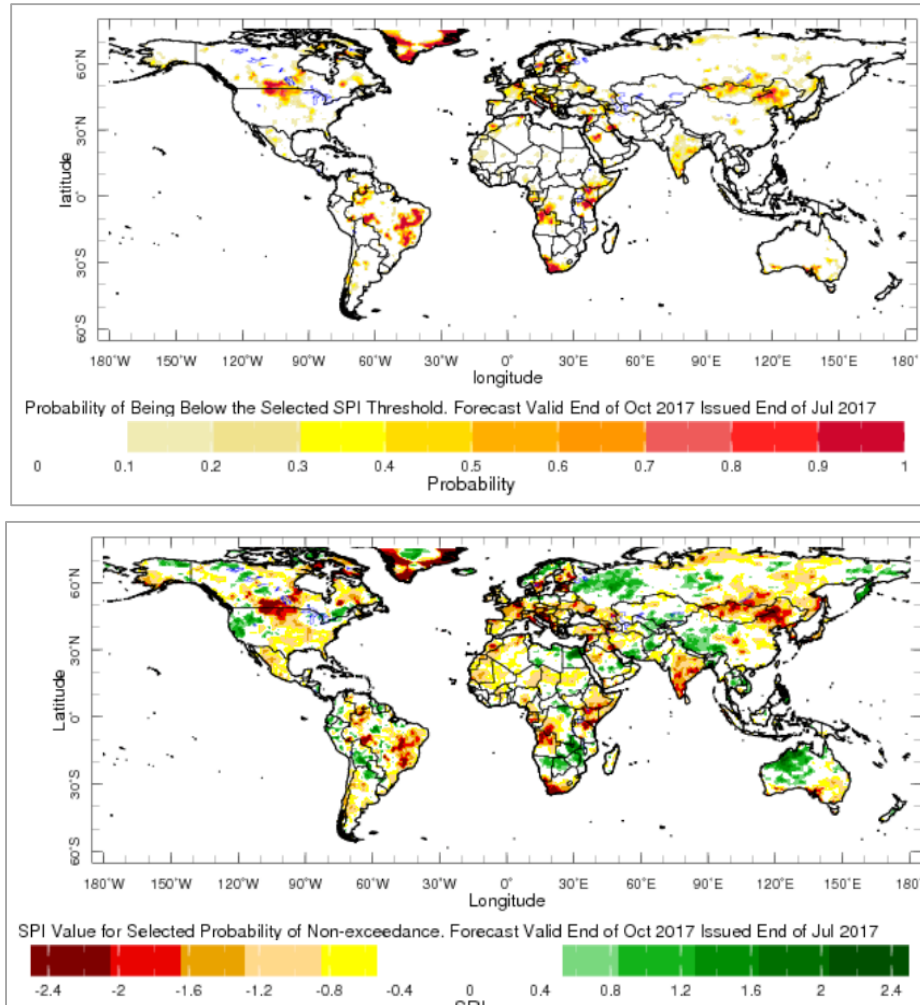 latitude
60°N
30°N
0°
30°S
60°S
180°W 150°W 120°W 90°W 60°W 30°W 0° 30°E 60°E 90°E 120°E 150°E 180°
longitude
Probability of Being Below the Selected SPI Threshold. Forecast Valid End of Oct 2017 Issued End of Jul 2017
0 0.1 0.2 0.3 0.4 0.5 0.6 0.7 0.8 0.9 1
Probability
Latitude
60°N
30°N
0°
30°S
60°S
180°W 150°W 120°W 90°W 60°W 30°W 0° 30°E 60°E 90°E 120°E 150°E 180°
Longitude
SPI Value for Selected Probability of Non-exceedance. Forecast Valid End of Oct 2017 Issued End of Jul 2017
-2.4 -2 -1.6 -1.2 -0.8 -0.4 0 0.4 0.8 1.2 1.6 2 2.4
SPI